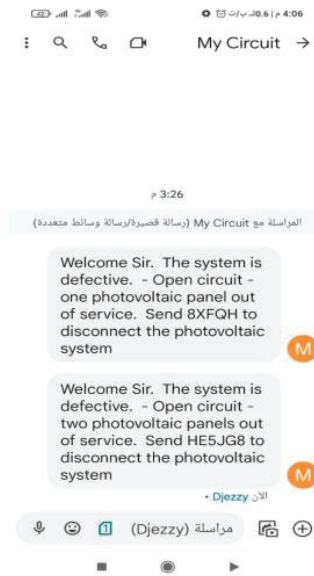 42 0.6ك.ب/ث | م 4:06
My Circuit
3:26 م
المراسلة مع My Circuit (رسالة قصيرة/رسالة وسائط متعددة)
Welcome Sir. The system is
defective. - Open circuit -
one photovoltaic panel out
of service. Send 8XFQH to
disconnect the photovoltaic
system
M
Welcome Sir. The system is
defective. - Open circuit -
two photovoltaic panels out
of service. Send HE5JG8 to
disconnect the photovoltaic
system
M
الآن Djezzy •
1 مراسلة (Djezzy)